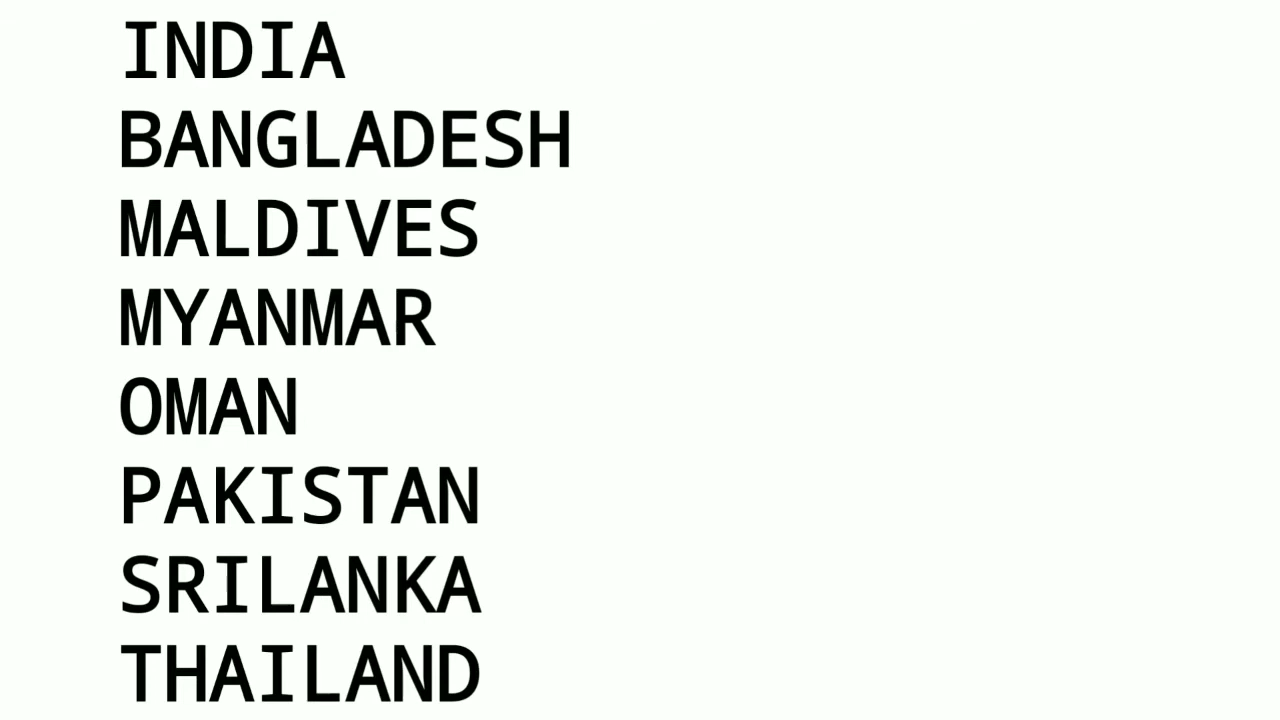 INDIA
BANGLADESH
MALDIVES
MYANMAR
OMAN
PAKISTAN
SRILANKA
THAILAND